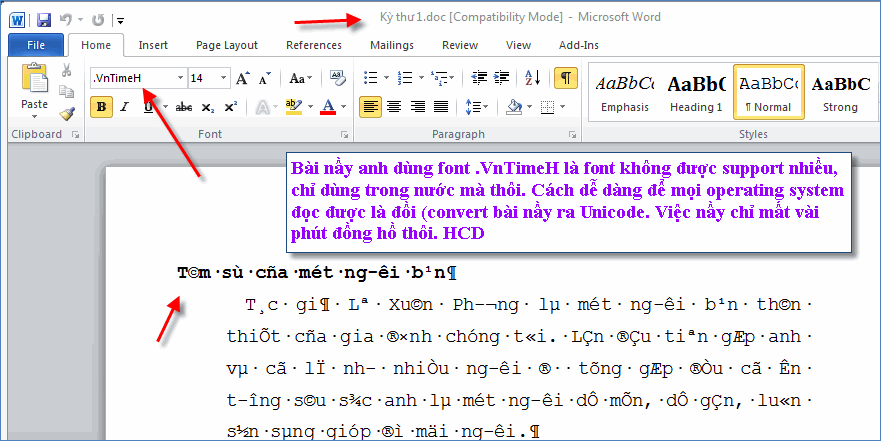 Kỳ thư 1.doc [Compatibility Mode] - Microsoft Word
File Home Insert Page Layout References Mailings Review View Add-Ins
Paste
.VnTimeH 14
Clipboard Font Paragraph Styles
AaBbCc AaBbC AaBbCc AaBbCc
Emphasis Heading 1 ¶ Normal Strong
Bài nầy anh dùng font .VnTimeH là font không được support nhiều,
chỉ dùng trong nước mà thôi. Cách dễ dàng để mọi operating system
đọc được là đổi (convert bài nầy ra Unicode. Việc nầy chỉ mất vài
phút đồng hồ thôi. HCD
T©m·sù·cña·mét·ng-êi·b¹n¶
T¸c·gi¶·Lª·Xu©n·Ph-¬ng·lµ·mét·ng-êi·b¹n·th©n·
thiÕt·cña·gia·®×nh·chóng·t«i.·LÇn·®Çu·tiªn·gÆp·anh·
vµ·cã·lÏ·nh-·nhiÒu·ng-êi·®··tõng·gÆp·®Òu·cã·Ên·
t-îng·s©u·s¾c·anh·lµ·mét·ng-êi·dÔ·mÕn,·dÔ·gÇn,·lu«n·
s½n·sµng·gióp·®ì·mäi·ng-êi.¶